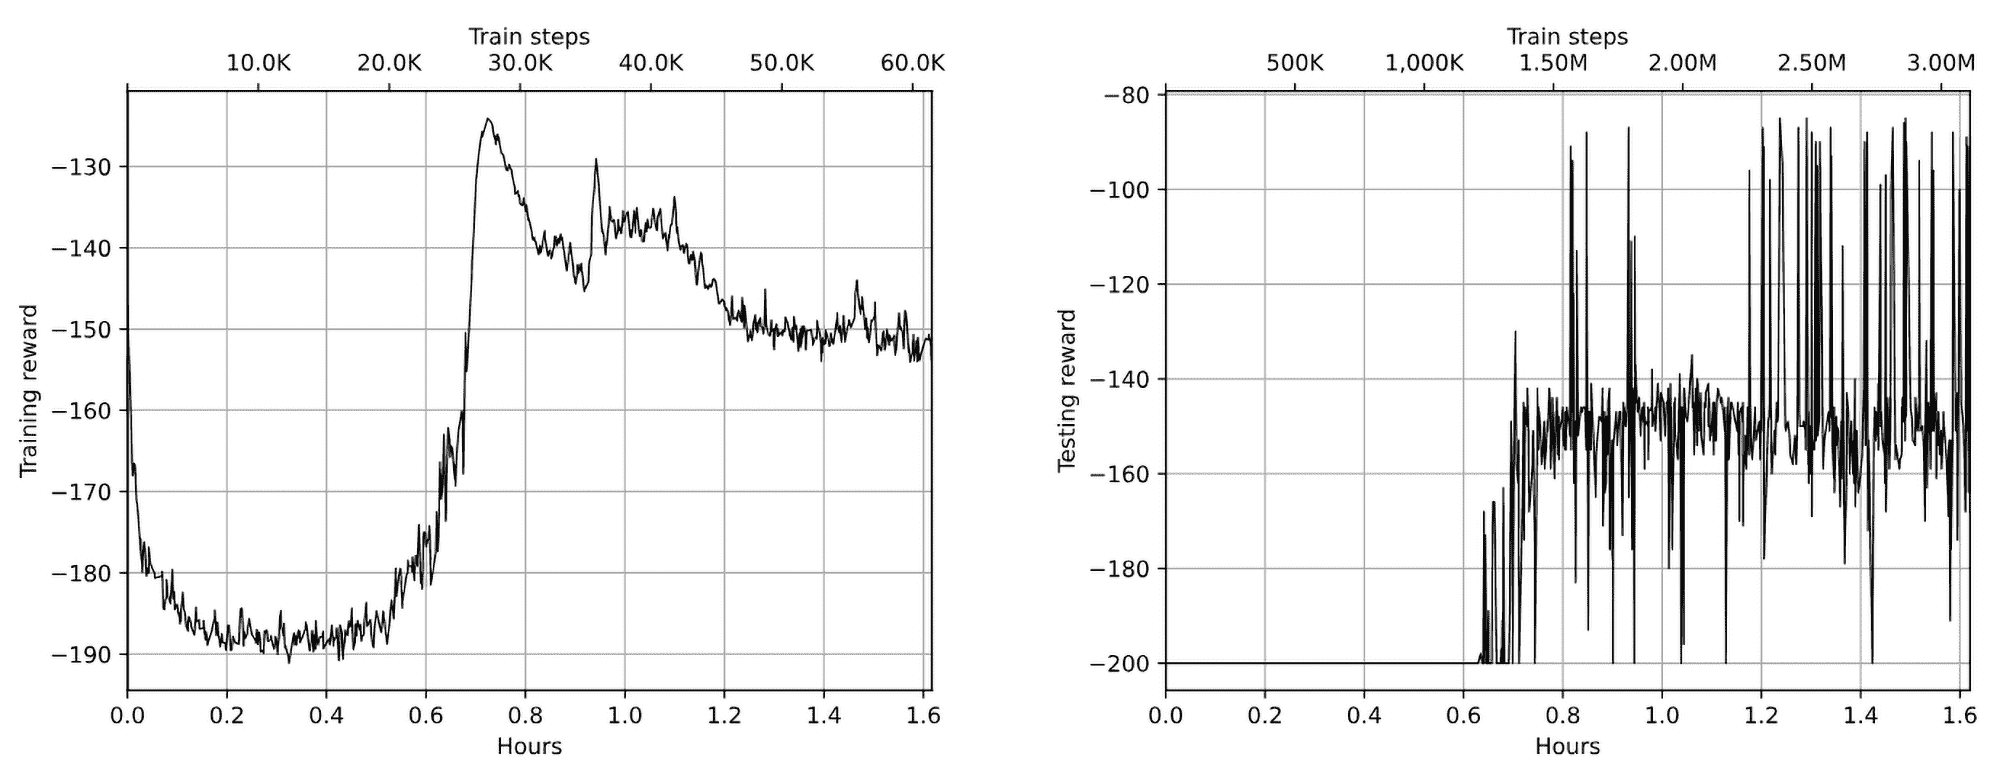 Train steps
10.0K 20.0K 30.0K 40.0K 50.0K 60.0K
−130
−140
−150
−160
−170
−180
−190
Training reward
0.0 0.2 0.4 0.6 0.8 1.0 1.2 1.4 1.6
Hours
Train steps
500K 1,000K 1.50M 2.00M 2.50M 3.00M
−80
−100
−120
−140
−160
−180
−200
Testing reward
0.0 0.2 0.4 0.6 0.8 1.0 1.2 1.4 1.6
Hours